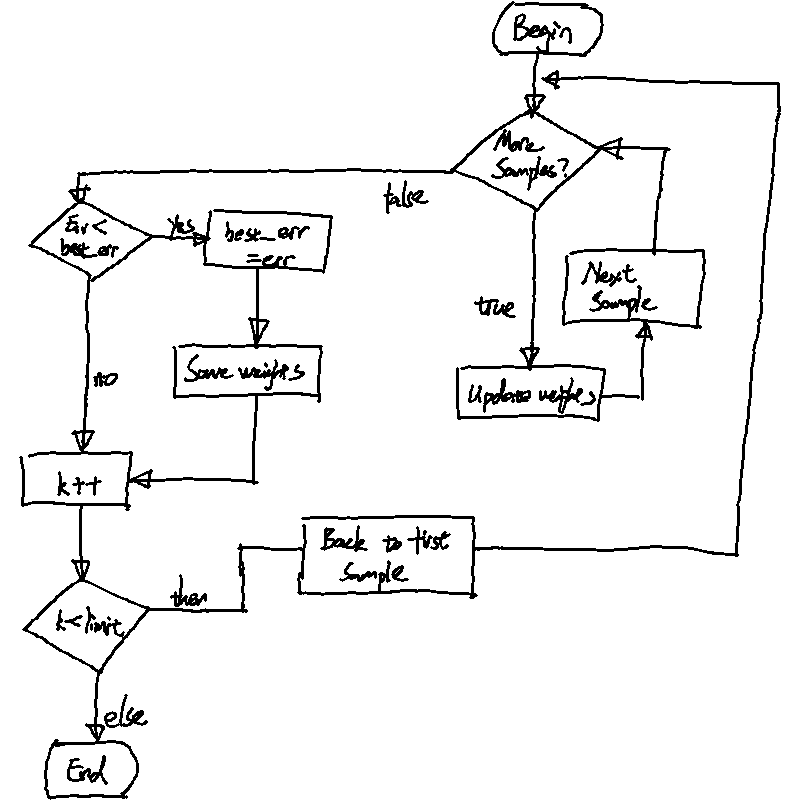 Begin
More
Samples?
false
Err <
best_err
Yes
best_err
= err
Next
Sample
true
no
Save weights
Update weights
k++
Back to first
Sample
then
k < limit
else
End